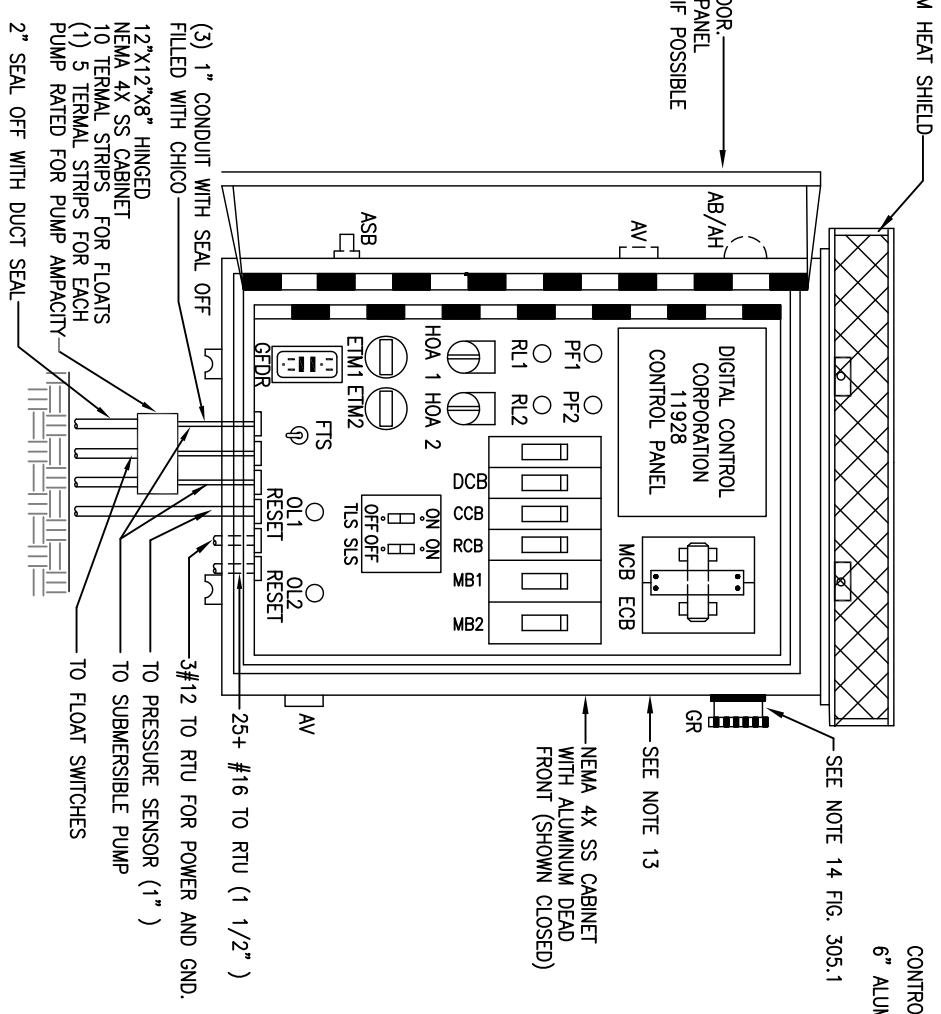 M HEAT SHIELD
OOR.
PANEL
IF POSSIBLE
CONTRO
6" ALUM
SEE NOTE 14 FIG. 305.1
GR
SEE NOTE 13
NEMA 4X SS CABINET
WITH ALUMINUM DEAD
FRONT (SHOWN CLOSED)
AB/AH
AV
ASB
DIGITAL CONTROL
CORPORATION
11928
CONTROL PANEL
MCB ECB
PF1 PF2
RL1 RL2
HOA 1 HOA 2
ETM1 ETM2
GFDR
FTS
DCB
CCB
RCB
MB1
MB2
ON ON
OFF OFF
TLS SLS
OL1
RESET
OL2
RESET
AV
(3) 1" CONDUIT WITH SEAL OFF
FILLED WITH CHICO
12"X12"X8" HINGED
NEMA 4X SS CABINET
10 TERMAL STRIPS FOR FLOATS
(1) 5 TERMAL STRIPS FOR EACH
PUMP RATED FOR PUMP AMPACITY
2" SEAL OFF WITH DUCT SEAL
25+ #16 TO RTU (1 1/2" )
3#12 TO RTU FOR POWER AND GND.
TO PRESSURE SENSOR (1" )
TO SUBMERSIBLE PUMP
TO FLOAT SWITCHES